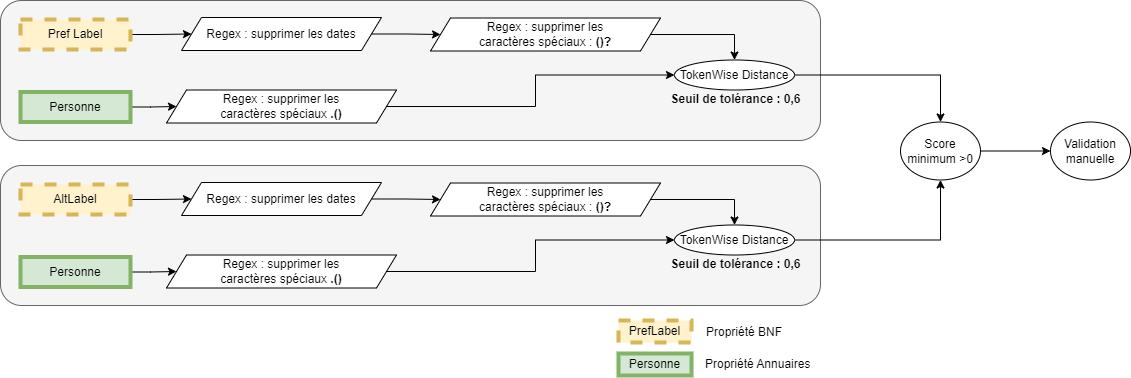 Pref Label
Regex : supprimer les dates
Regex : supprimer les
caractères spéciaux : ()?
TokenWise Distance
Seuil de tolérance : 0,6
Personne
Regex : supprimer les
caractères spéciaux .()
Score
minimum >0
Validation
manuelle
AltLabel
Regex : supprimer les dates
Regex : supprimer les
caractères spéciaux : ()?
TokenWise Distance
Seuil de tolérance : 0,6
Personne
Regex : supprimer les
caractères spéciaux .()
PrefLabel
Propriété BNF
Personne
Propriété Annuaires